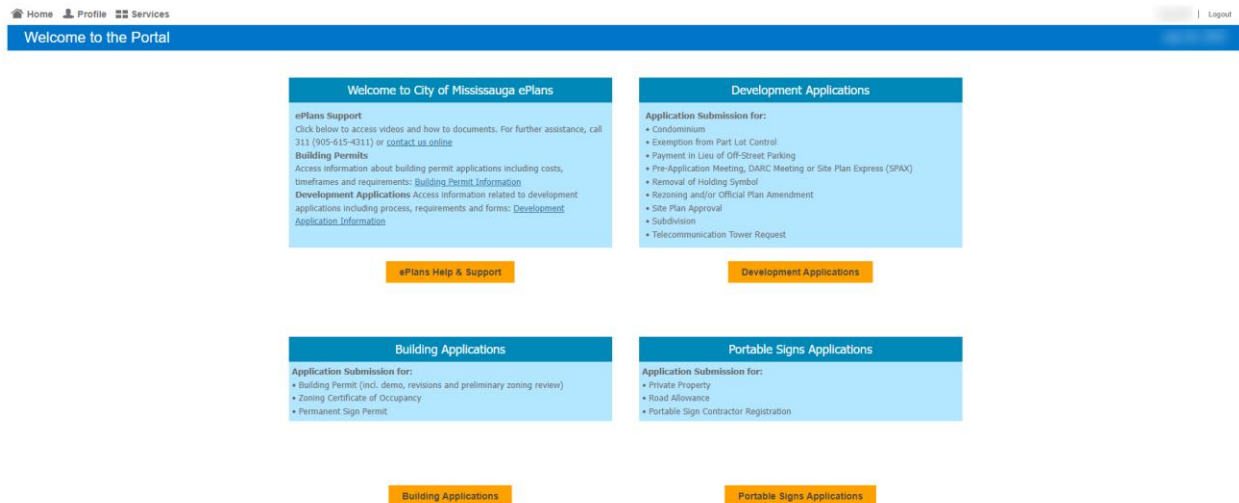 Home Profile Services
| Logout
Welcome to the Portal
Welcome to City of Mississauga ePlans
ePlans Support
Click below to access videos and how to documents. For further assistance, call
311 (905-615-4311) or contact us online
Building Permits
Access information about building permit applications including costs,
timeframes and requirements: Building Permit Information
Development Applications Access information related to development
applications including process, requirements and forms: Development
Application Information
ePlans Help & Support
Development Applications
Application Submission for:
• Condominium
• Exemption from Part Lot Control
• Payment in Lieu of Off-Street Parking
• Pre-Application Meeting, DARC Meeting or Site Plan Express (SPAX)
• Removal of Holding Symbol
• Rezoning and/or Official Plan Amendment
• Site Plan Approval
• Subdivision
• Telecommunication Tower Request
Development Applications
Building Applications
Application Submission for:
• Building Permit (incl. demo, revisions and preliminary zoning review)
• Zoning Certificate of Occupancy
• Permanent Sign Permit
Building Applications
Portable Signs Applications
Application Submission for:
• Private Property
• Road Allowance
• Portable Sign Contractor Registration
Portable Signs Applications